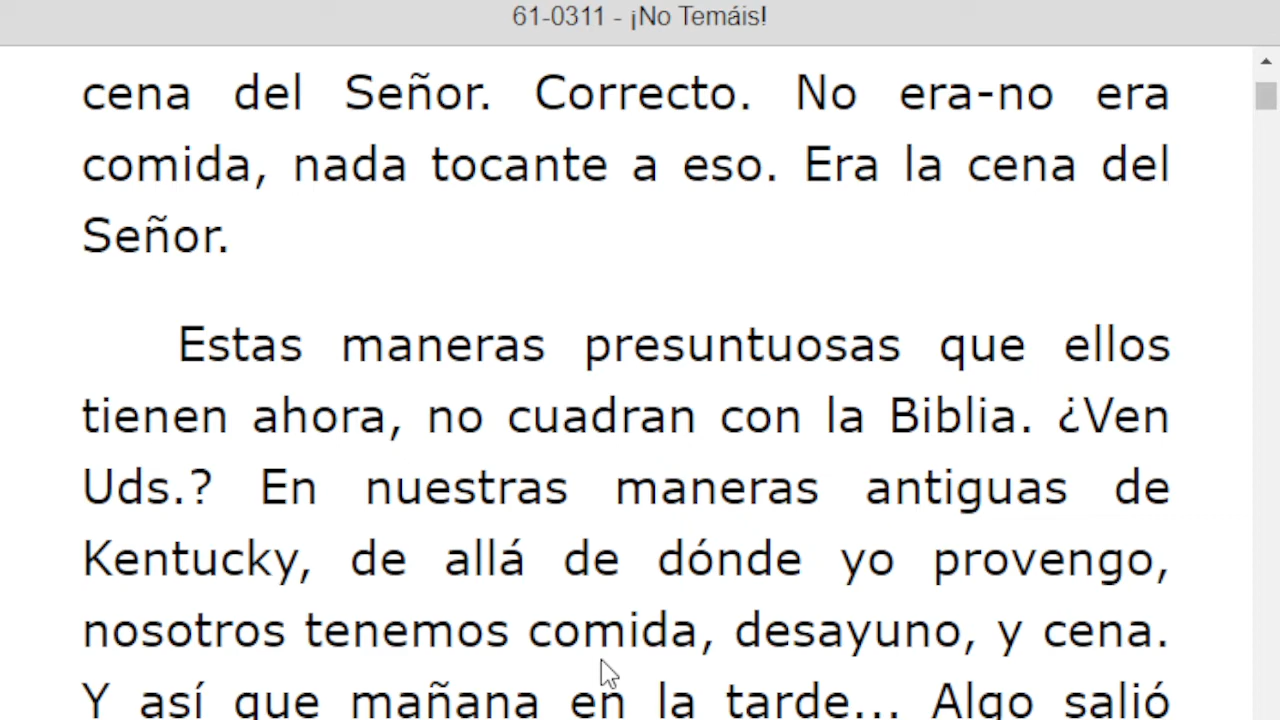 61-0311 - ¡No Temáis!
cena del Señor. Correcto. No era-no era
comida, nada tocante a eso. Era la cena del
Señor.
Estas maneras presuntuosas que ellos
tienen ahora, no cuadran con la Biblia. ¿Ven
Uds.? En nuestras maneras antiguas de
Kentucky, de allá de dónde yo provengo,
nosotros tenemos comida, desayuno, y cena.
Y así que mañana en la tarde... Algo salió